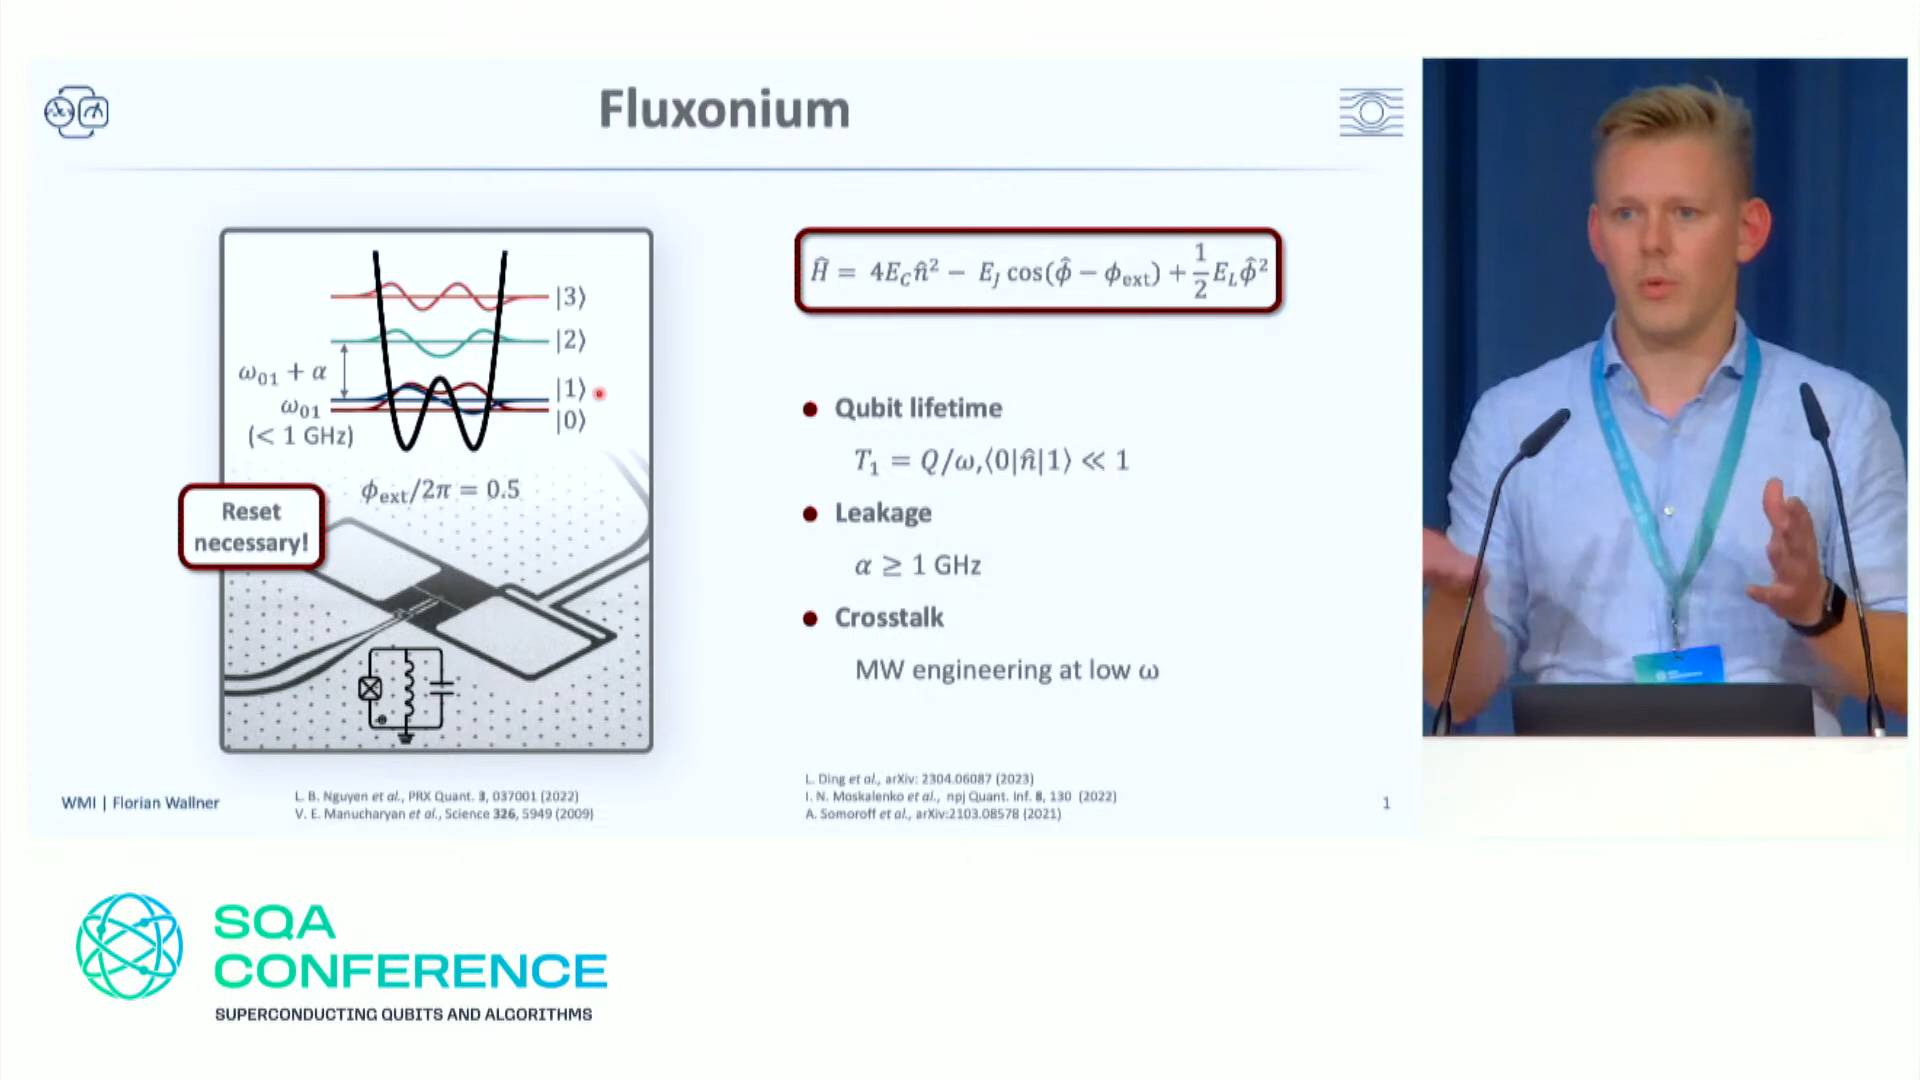 Fluxonium
|3⟩
|2⟩
ω₀₁ + α
|1⟩
ω₀₁
|0⟩
(< 1 GHz)
ϕ_ext/2π = 0.5
Reset
necessary!
Ĥ = 4E_C n̂² − E_J cos(ϕ̂ − ϕ_ext) + 1/2 E_L ϕ̂²
● Qubit lifetime
T₁ = Q/ω,⟨0|n̂|1⟩ ≪ 1
● Leakage
α ≥ 1 GHz
● Crosstalk
MW engineering at low ω
WMI | Florian Wallner
L. B. Nguyen et al., PRX Quant. 3, 037001 (2022)
V. E. Manucharyan et al., Science 326, 5949 (2009)
L. Ding et al., arXiv: 2304.06087 (2023)
I. N. Moskalenko et al., npj Quant. Inf. 8, 130 (2022)
A. Somoroff et al., arXiv:2103.08578 (2021)
1
SQA
CONFERENCE
SUPERCONDUCTING QUBITS AND ALGORITHMS